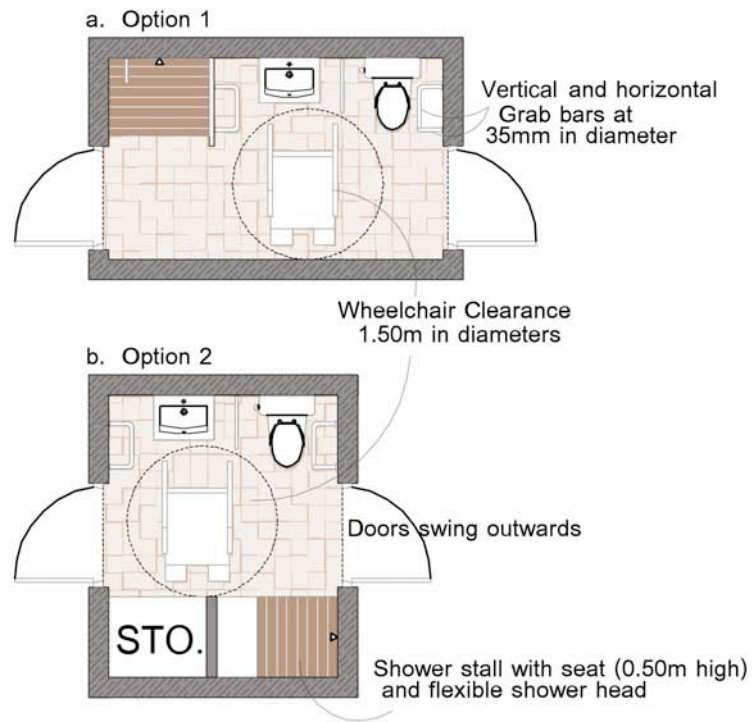 a. Option 1
Vertical and horizontal
Grab bars at
35mm in diameter
Wheelchair Clearance
1.50m in diameters
b. Option 2
Doors swing outwards
STO.
Shower stall with seat (0.50m high)
and flexible shower head